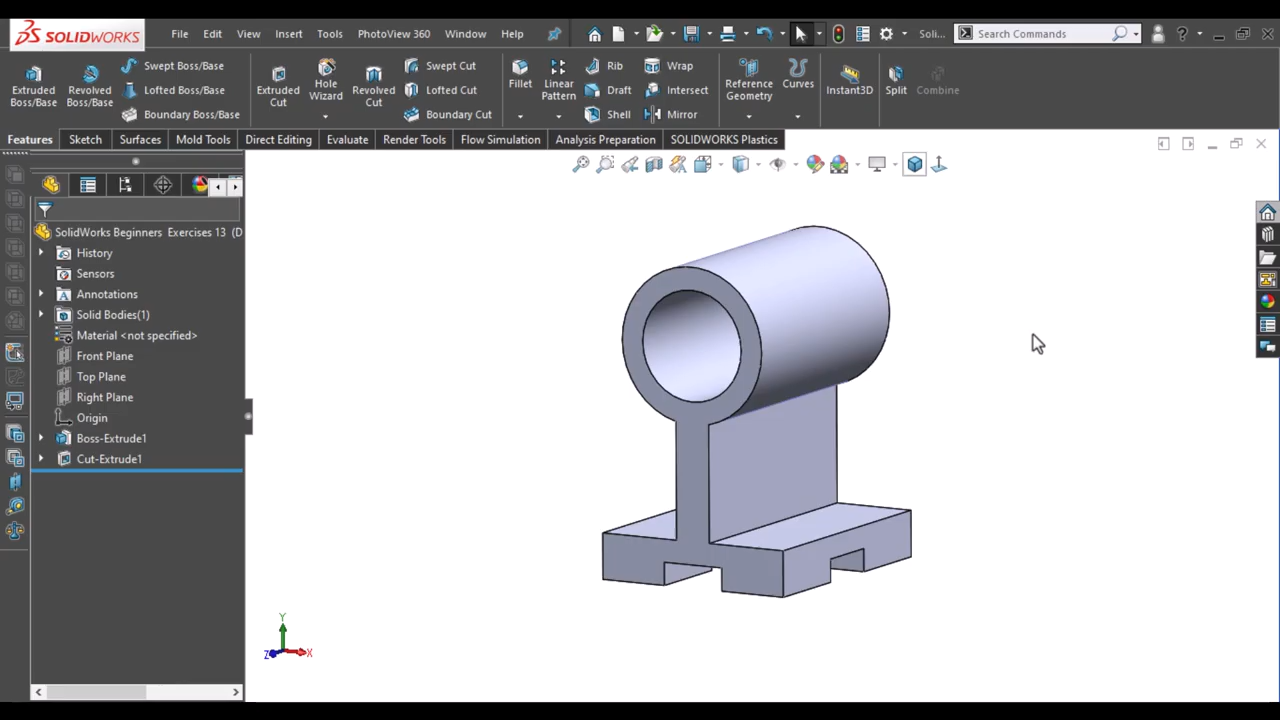 SOLIDWORKS File Edit View Insert Tools PhotoView 360 Window Help Soli... Search Commands ?
Extruded Boss/Base
Revolved Boss/Base
Swept Boss/Base
Lofted Boss/Base
Boundary Boss/Base
Extruded Cut
Hole Wizard
Revolved Cut
Swept Cut
Lofted Cut
Boundary Cut
Fillet
Linear Pattern
Rib
Draft
Shell
Wrap
Intersect
Mirror
Reference Geometry
Curves
Instant3D
Split
Combine
Features Sketch Surfaces Mold Tools Direct Editing Evaluate Render Tools Flow Simulation Analysis Preparation SOLIDWORKS Plastics
SolidWorks Beginners Exercises 13 (D
History
Sensors
A Annotations
Solid Bodies(1)
Material <not specified>
Front Plane
Top Plane
Right Plane
Origin
Boss-Extrude1
Cut-Extrude1
Y
Z X